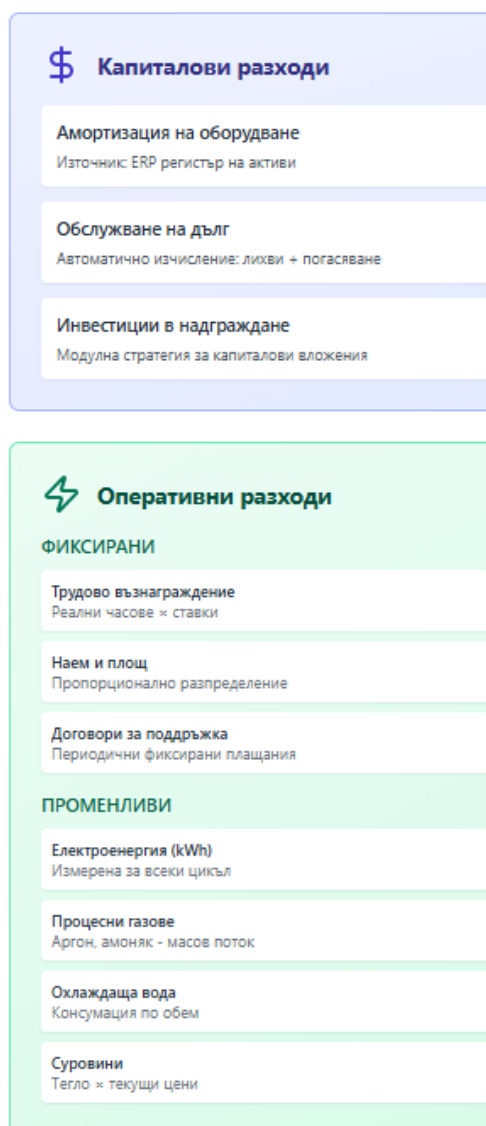 Капиталови разходи
Амортизация на оборудване
Източник: ERP регистър на активи
Обслужване на дълг
Автоматично изчисление: лихви + погасяване
Инвестиции в надграждане
Модулна стратегия за капиталови вложения
Оперативни разходи
ФИКСИРАНИ
Трудово възнаграждение
Реални часове × ставки
Наем и площ
Пропорционално разпределение
Договори за поддръжка
Периодични фиксирани плащания
ПРОМЕНЛИВИ
Електроенергия (kWh)
Измерена за всеки цикъл
Процесни газове
Аргон, амоняк - масов поток
Охлаждаща вода
Консумация по обем
Суровини
Тегло × текущи цени